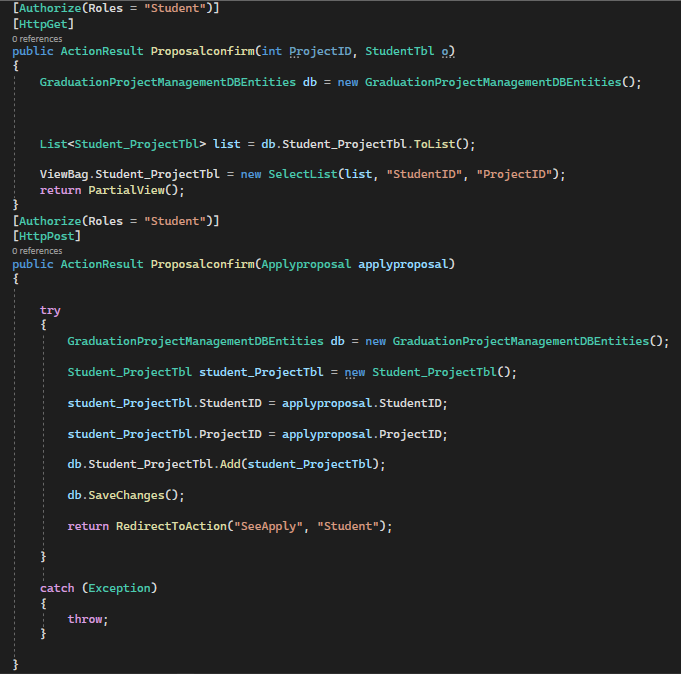 [Authorize(Roles = "Student")]
[HttpGet]
0 references
public ActionResult Proposalconfirm(int ProjectID, StudentTbl o)
{
GraduationProjectManagementDBEntities db = new GraduationProjectManagementDBEntities();
List<Student_ProjectTbl> list = db.Student_ProjectTbl.ToList();
ViewBag.Student_ProjectTbl = new SelectList(list, "StudentID", "ProjectID");
return PartialView();
}
[Authorize(Roles = "Student")]
[HttpPost]
0 references
public ActionResult Proposalconfirm(Applyproposal applyproposal)
{
try
{
GraduationProjectManagementDBEntities db = new GraduationProjectManagementDBEntities();
Student_ProjectTbl student_ProjectTbl = new Student_ProjectTbl();
student_ProjectTbl.StudentID = applyproposal.StudentID;
student_ProjectTbl.ProjectID = applyproposal.ProjectID;
db.Student_ProjectTbl.Add(student_ProjectTbl);
db.SaveChanges();
return RedirectToAction("SeeApply", "Student");
}
catch (Exception)
{
throw;
}
}